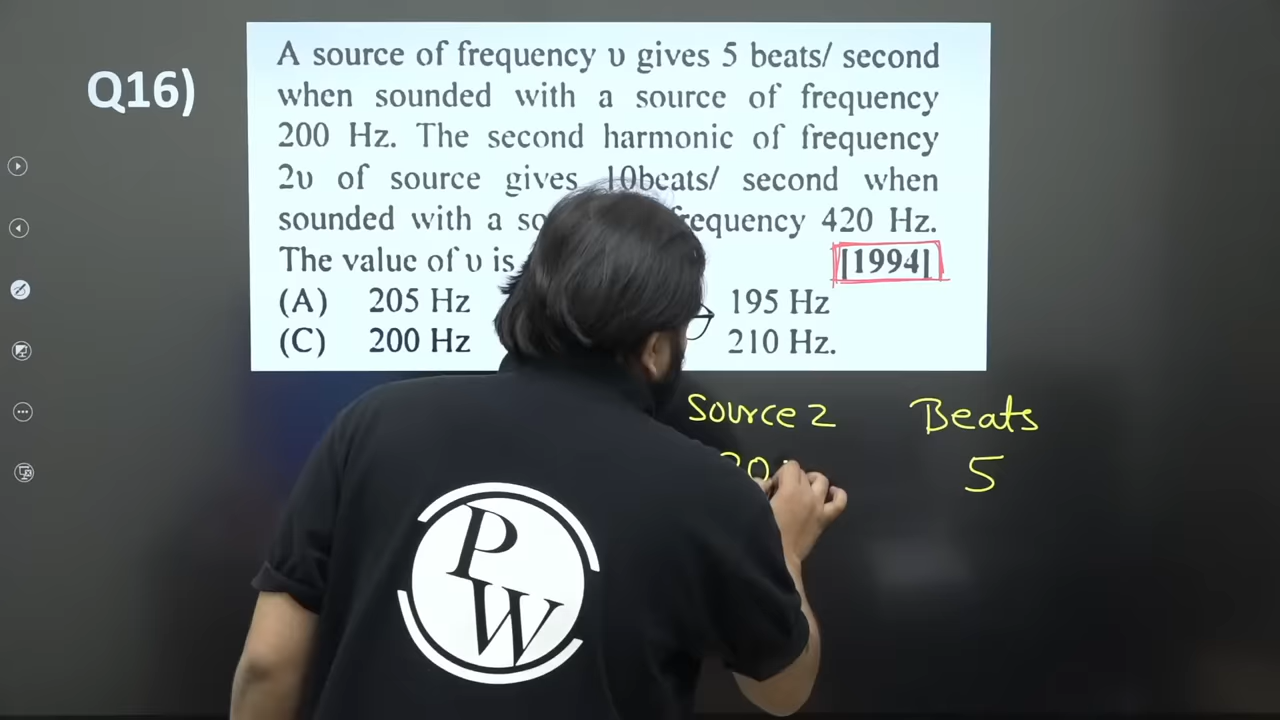 Q16)
A source of frequency υ gives 5 beats/ second
when sounded with a source of frequency
200 Hz. The second harmonic of frequency
2υ of source gives 10beats/ second when
sounded with a frequency 420 Hz.
The value of υ is [1994]
(A) 205 Hz 195 Hz
(C) 200 Hz 210 Hz.
Source 2 Beats
5
PW